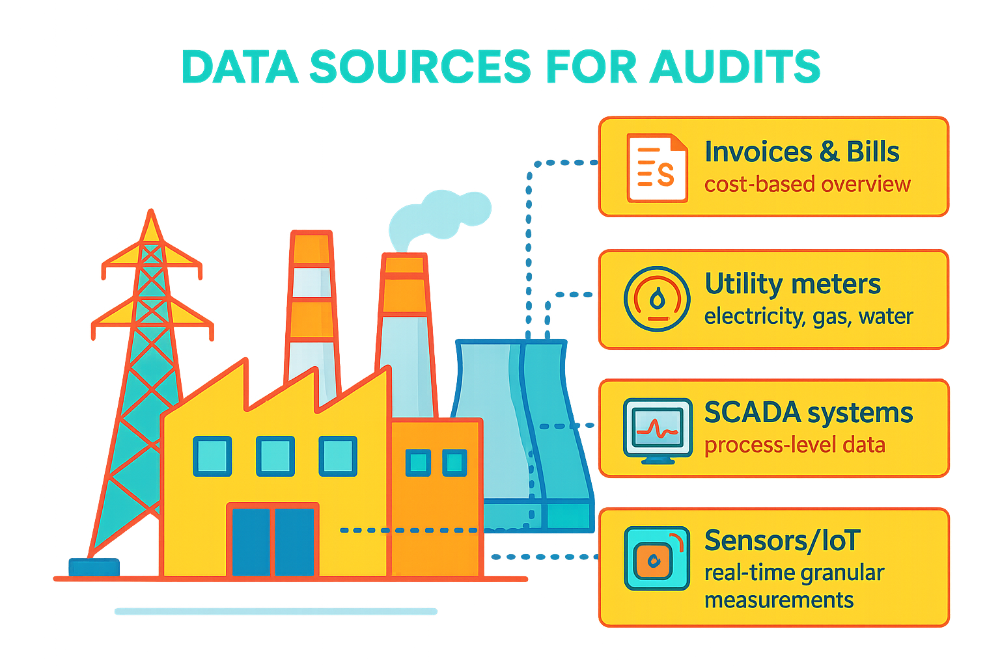 DATA SOURCES FOR AUDITS
Invoices & Bills
cost-based overview
S
Utility meters
electricity, gas, water
SCADA systems
process-level data
Sensors/IoT
real-time granular
measurements